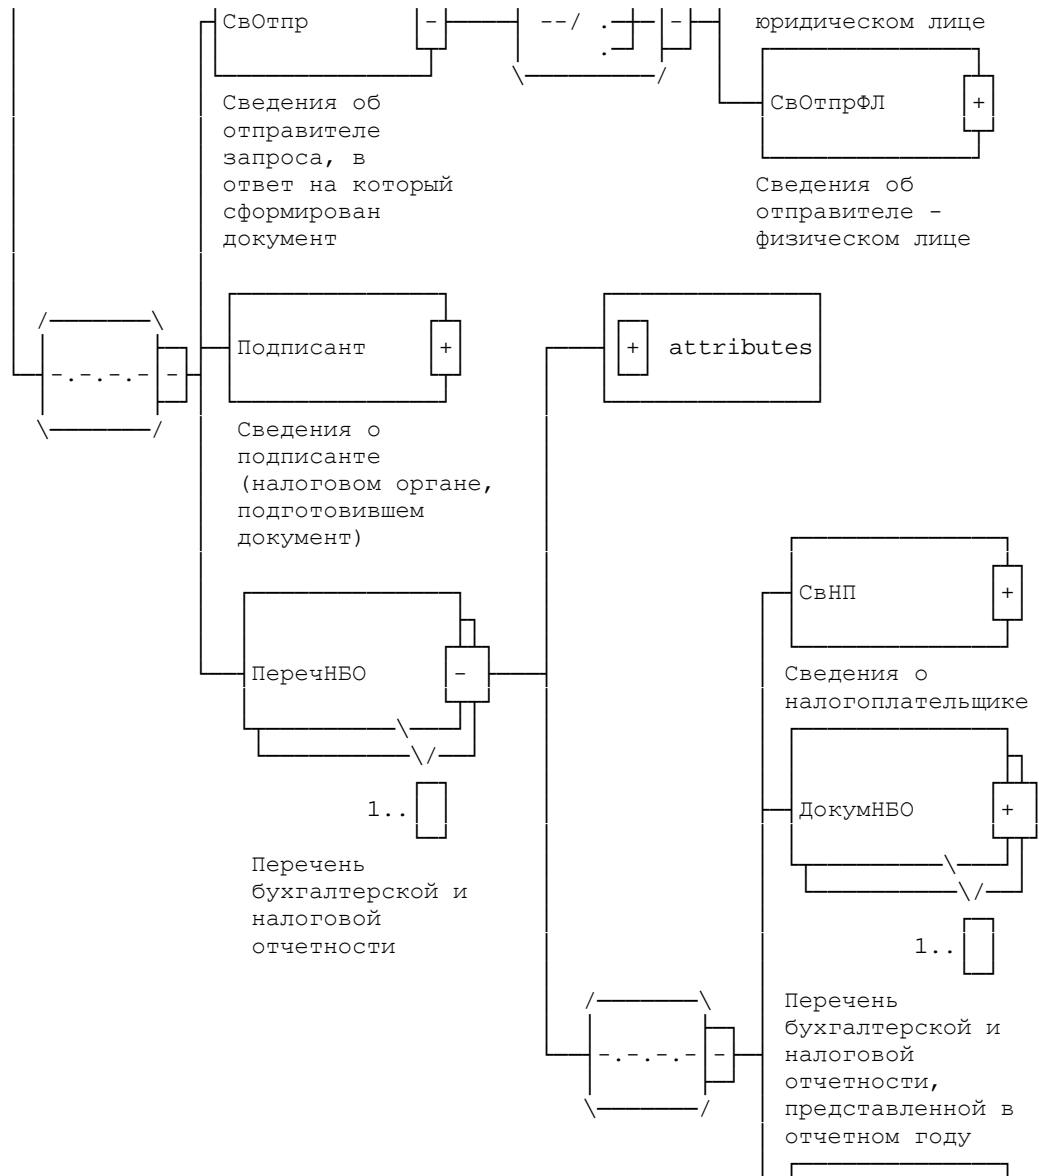 СвОтпр
-
--/ .
.
-
юридическом лице
СвОтпрФЛ
+
Сведения об
отправителе
запроса, в
ответ на который
сформирован
документ
Сведения об
отправителе -
физическом лице
-.-.-.-
-
Подписант
+
+ attributes
Сведения о
подписанте
(налоговом органе,
подготовившем
документ)
СвНП
+
Сведения о
налогоплательщике
ПеречНБО
-
1..
Перечень
бухгалтерской и
налоговой
отчетности
ДокумНБО
+
1..
-.-.-.-
-
Перечень
бухгалтерской и
налоговой
отчетности,
представленной в
отчетном году